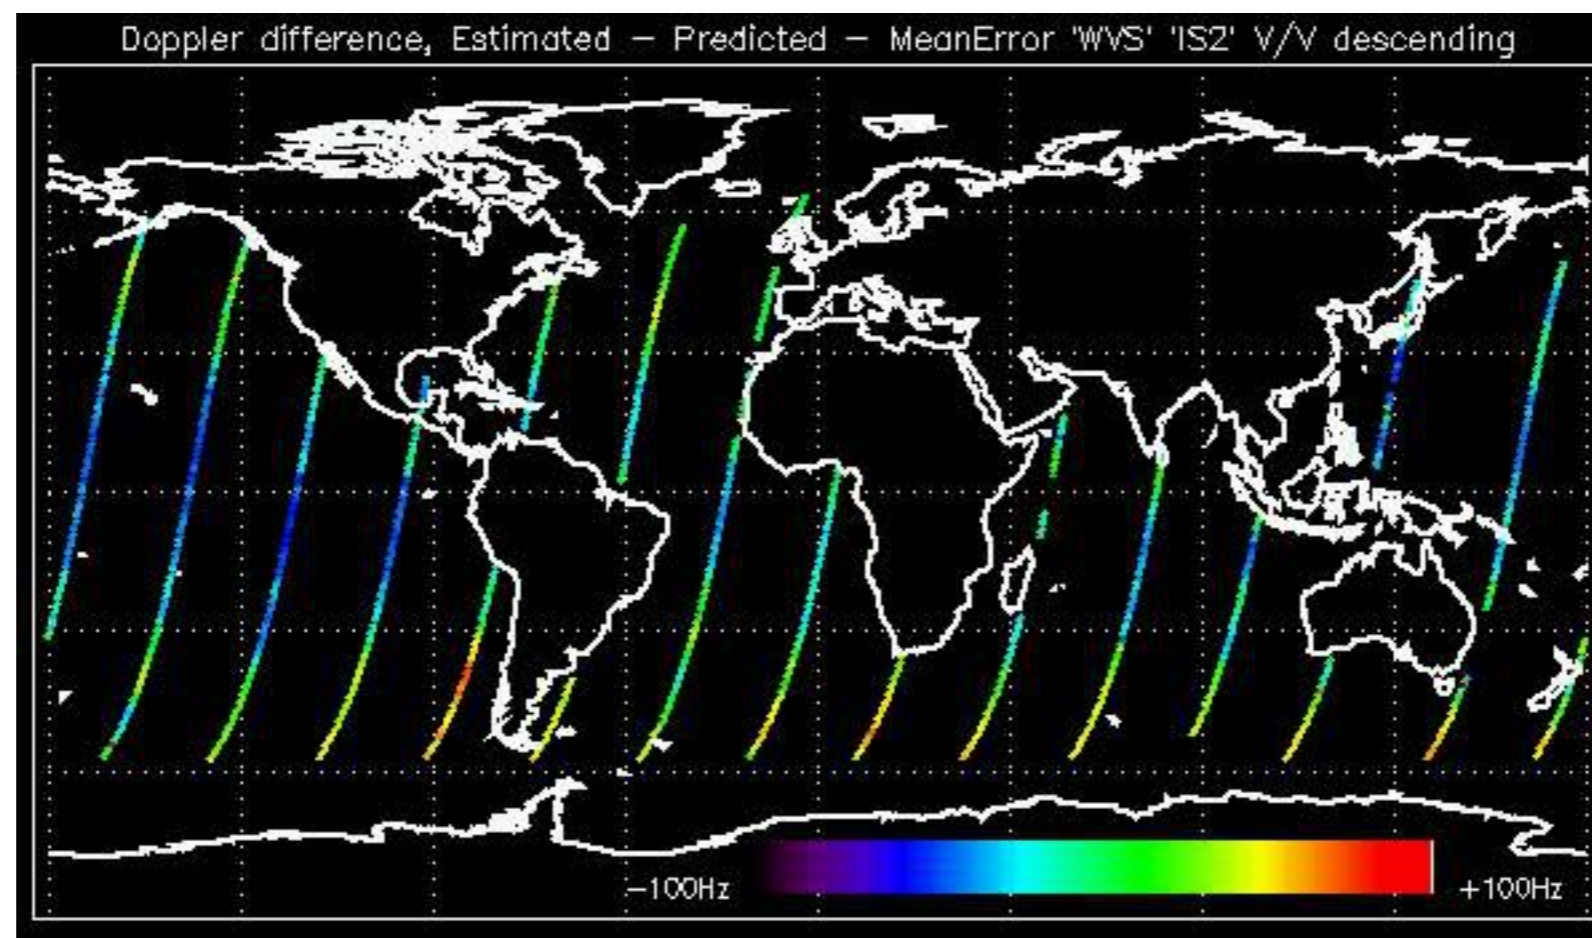 Doppler difference, Estimated — Predicted — MeanError 'WVS' 'IS2' V/V descending
−100Hz
+100Hz